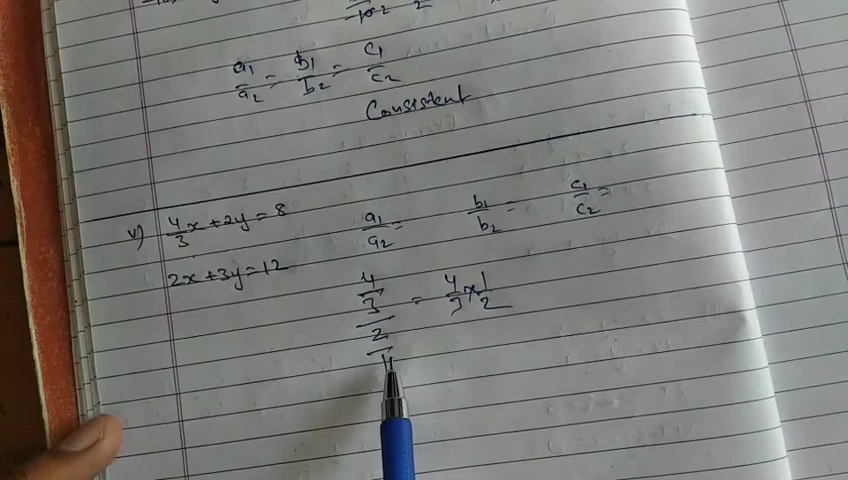 a₁/a₂ = b₁/b₂ = c₁/c₂
Consistent
v) 4/3x + 2y = 8 a₁/a₂ = b₁/b₂ = c₁/c₂ =
2x + 3y = 12
4/3 / 2/1 = 4/3 × 1/2